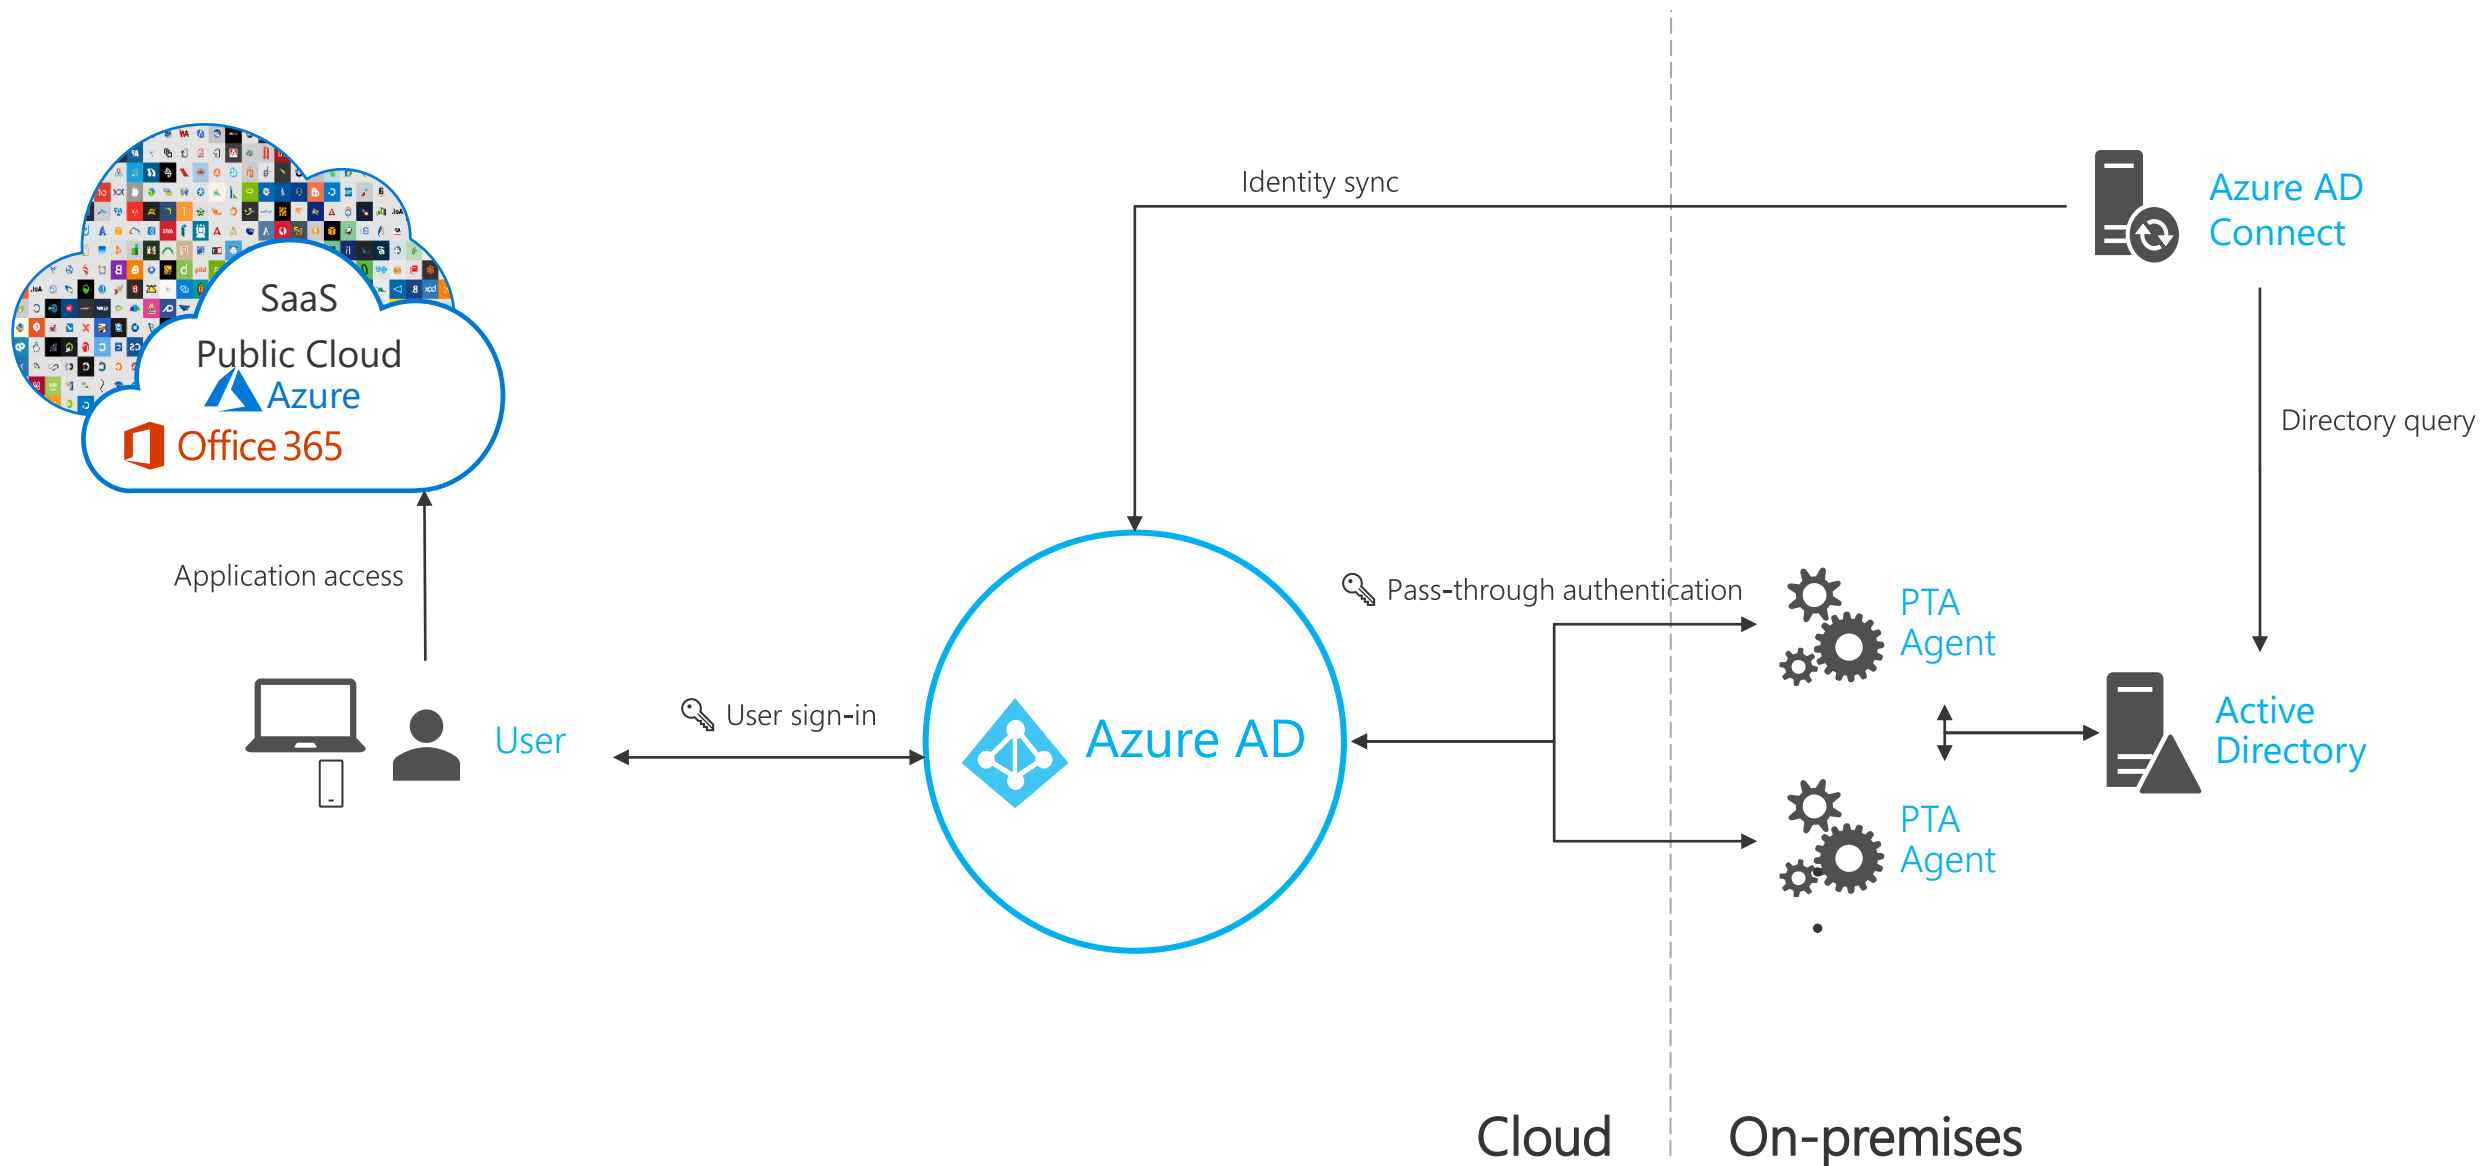 Identity sync
Azure AD
Connect
SaaS
Public Cloud
Azure
Office 365
Directory query
Application access
Pass-through authentication
PTA
Agent
User sign-in
User
Azure AD
Active
Directory
PTA
Agent
Cloud
On-premises